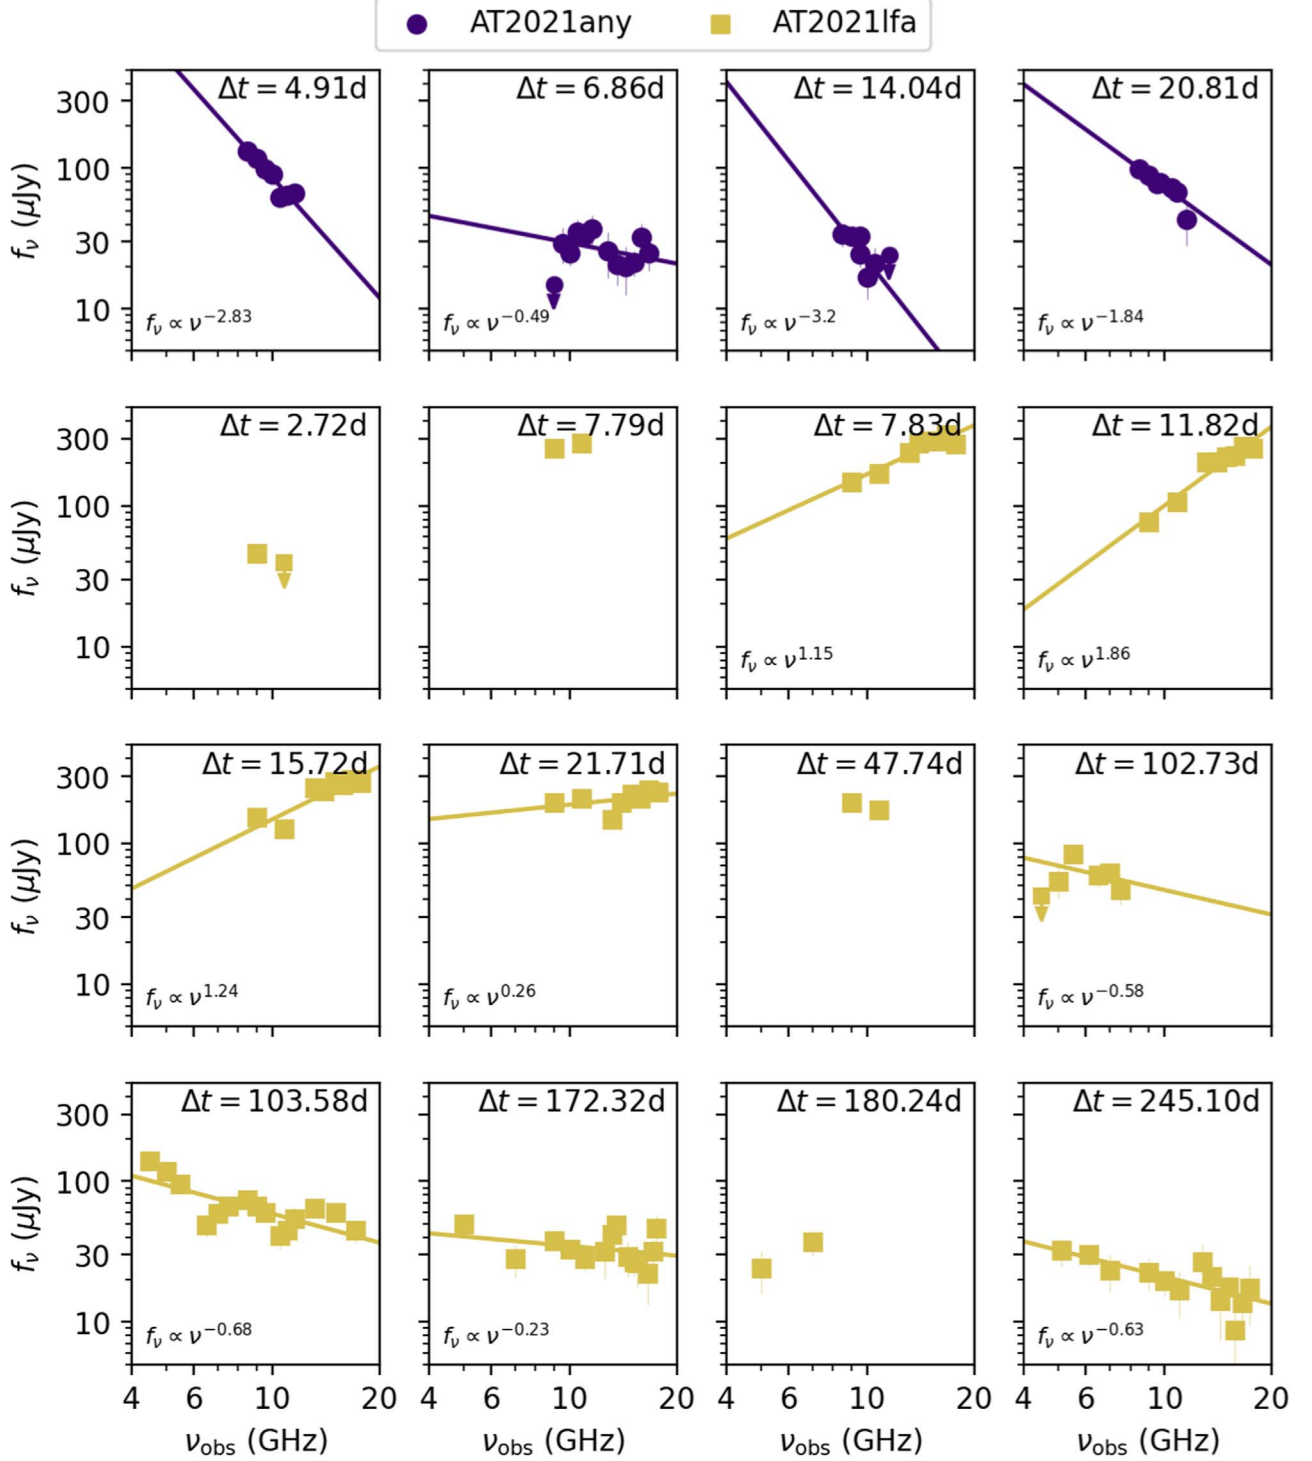 AT2021any AT2021lfa
Δt = 4.91d Δt = 6.86d Δt = 14.04d Δt = 20.81d
300
100
30
10
f_ν (μJy)
f_ν ∝ ν^−2.83 f_ν ∝ ν^−0.49 f_ν ∝ ν^−3.2 f_ν ∝ ν^−1.84
Δt = 2.72d Δt = 7.79d Δt = 7.83d Δt = 11.82d
300
100
30
10
f_ν (μJy)
f_ν ∝ ν^1.15 f_ν ∝ ν^1.86
Δt = 15.72d Δt = 21.71d Δt = 47.74d Δt = 102.73d
300
100
30
10
f_ν (μJy)
f_ν ∝ ν^1.24 f_ν ∝ ν^0.26 f_ν ∝ ν^−0.58
Δt = 103.58d Δt = 172.32d Δt = 180.24d Δt = 245.10d
300
100
30
10
f_ν (μJy)
f_ν ∝ ν^−0.68 f_ν ∝ ν^−0.23 f_ν ∝ ν^−0.63
4 6 10 20 4 6 10 20 4 6 10 20 4 6 10 20
ν_obs (GHz) ν_obs (GHz) ν_obs (GHz) ν_obs (GHz)